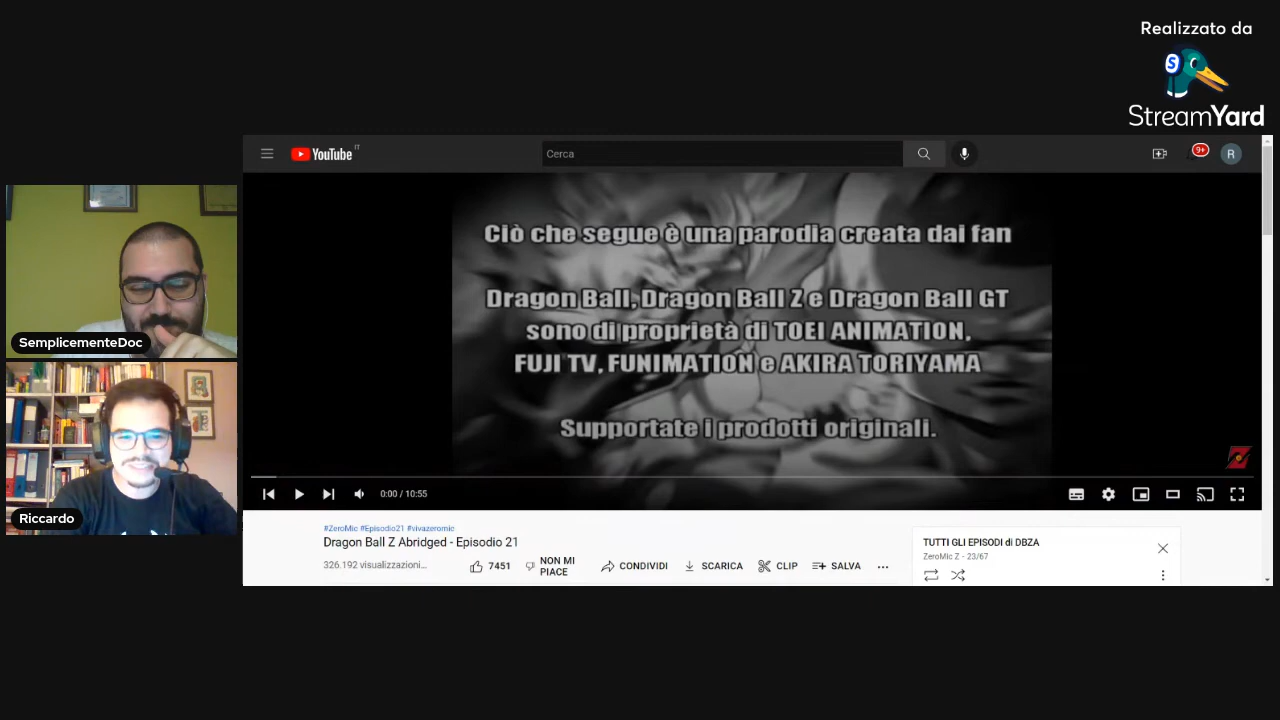 Realizzato da
S
StreamYard
YouTube IT
Cerca
9+
R
Ciò che segue è una parodia creata dai fan
Dragon Ball, Dragon Ball Z e Dragon Ball GT
sono di proprietà di TOEI ANIMATION,
FUJI TV, FUNIMATION e AKIRA TORIYAMA
Supportate i prodotti originali.
SemplicementeDoc
Riccardo
0:00 / 10:55
#ZeroMic #Episodio21 #vivazeromic
Dragon Ball Z Abridged - Episodio 21
326.192 visualizzazioni...
7451
NON MI
PIACE
CONDIVIDI
SCARICA
CLIP
SALVA
...
TUTTI GLI EPISODI di DBZA
ZeroMic Z - 23/67